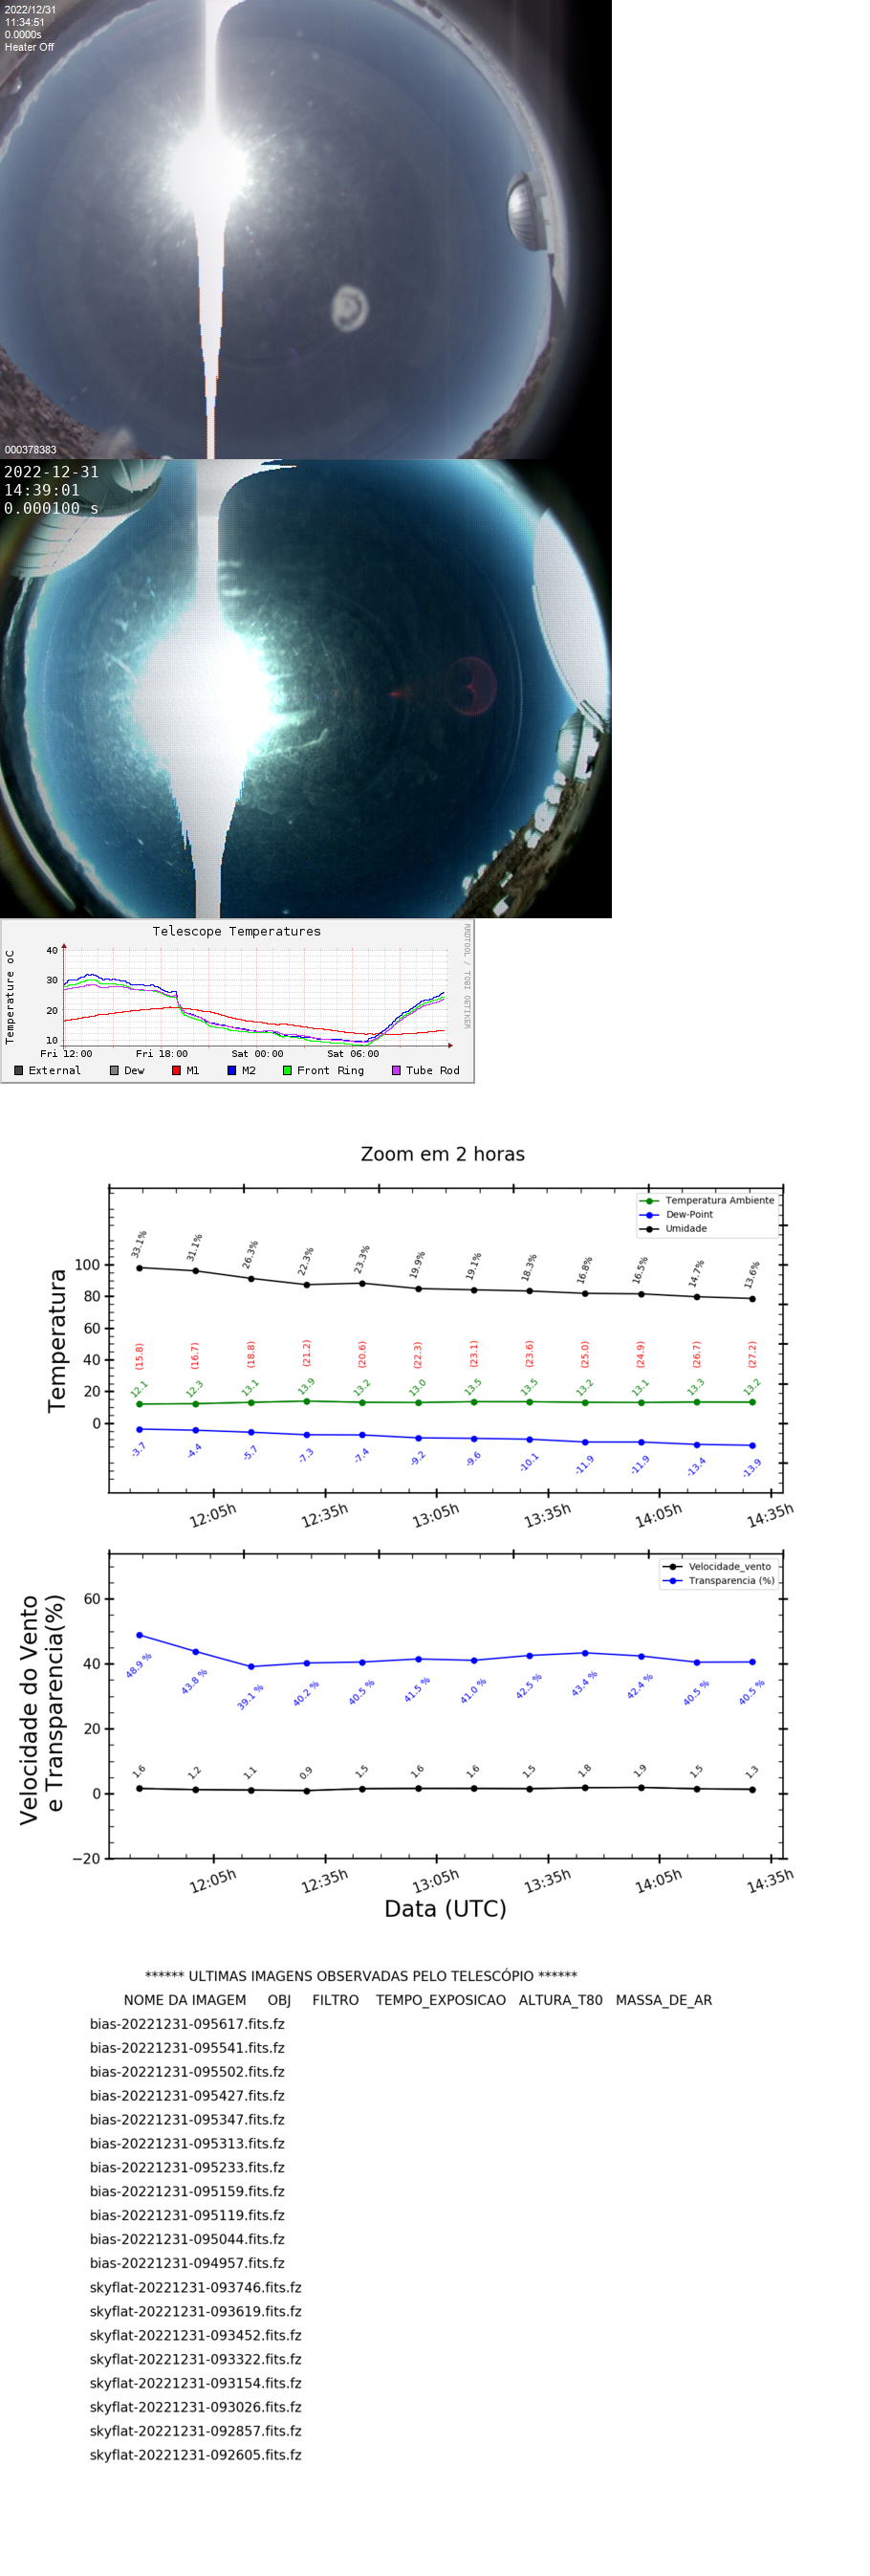 2022/12/31
11:34:51
0.0000s
Heater Off
000378383
2022-12-31
14:39:01
0.000100 s
Telescope Temperatures
RRDTOOL / TOBI OETIKER
Temperature oC
40
30
20
10
Fri 12:00 Fri 18:00 Sat 00:00 Sat 06:00
External Dew M1 M2 Front Ring Tube Rod
Zoom em 2 horas
Temperatura Ambiente
Dew-Point
Umidade
Temperatura
100
80
60
40
20
0
33.1% 31.1% 26.3% 22.3% 23.3% 19.9% 19.1% 18.3% 16.8% 16.5% 14.7% 13.6%
(15.8) (16.7) (18.8) (21.2) (20.6) (22.3) (23.1) (23.6) (25.0) (24.9) (26.7) (27.2)
12.1 12.3 13.1 13.9 13.2 13.0 13.5 13.5 13.2 13.1 13.3 13.2
-3.7 -4.4 -5.7 -7.3 -7.4 -9.2 -9.6 -10.1 -11.9 -11.9 -13.4 -13.9
12:05h 12:35h 13:05h 13:35h 14:05h 14:35h
Velocidade_vento
Transparencia (%)
Velocidade do Vento
e Transparencia(%)
60
40
20
0
−20
48.9 % 43.8 % 39.1 % 40.2 % 40.5 % 41.5 % 41.0 % 42.5 % 43.4 % 42.4 % 40.5 % 40.5 %
1.6 1.2 1.1 0.9 1.5 1.6 1.6 1.5 1.8 1.9 1.5 1.3
12:05h 12:35h 13:05h 13:35h 14:05h 14:35h
Data (UTC)
****** ULTIMAS IMAGENS OBSERVADAS PELO TELESCÓPIO ******
NOME DA IMAGEM OBJ FILTRO TEMPO_EXPOSICAO ALTURA_T80 MASSA_DE_AR
bias-20221231-095617.fits.fz
bias-20221231-095541.fits.fz
bias-20221231-095502.fits.fz
bias-20221231-095427.fits.fz
bias-20221231-095347.fits.fz
bias-20221231-095313.fits.fz
bias-20221231-095233.fits.fz
bias-20221231-095159.fits.fz
bias-20221231-095119.fits.fz
bias-20221231-095044.fits.fz
bias-20221231-094957.fits.fz
skyflat-20221231-093746.fits.fz
skyflat-20221231-093619.fits.fz
skyflat-20221231-093452.fits.fz
skyflat-20221231-093322.fits.fz
skyflat-20221231-093154.fits.fz
skyflat-20221231-093026.fits.fz
skyflat-20221231-092857.fits.fz
skyflat-20221231-092605.fits.fz